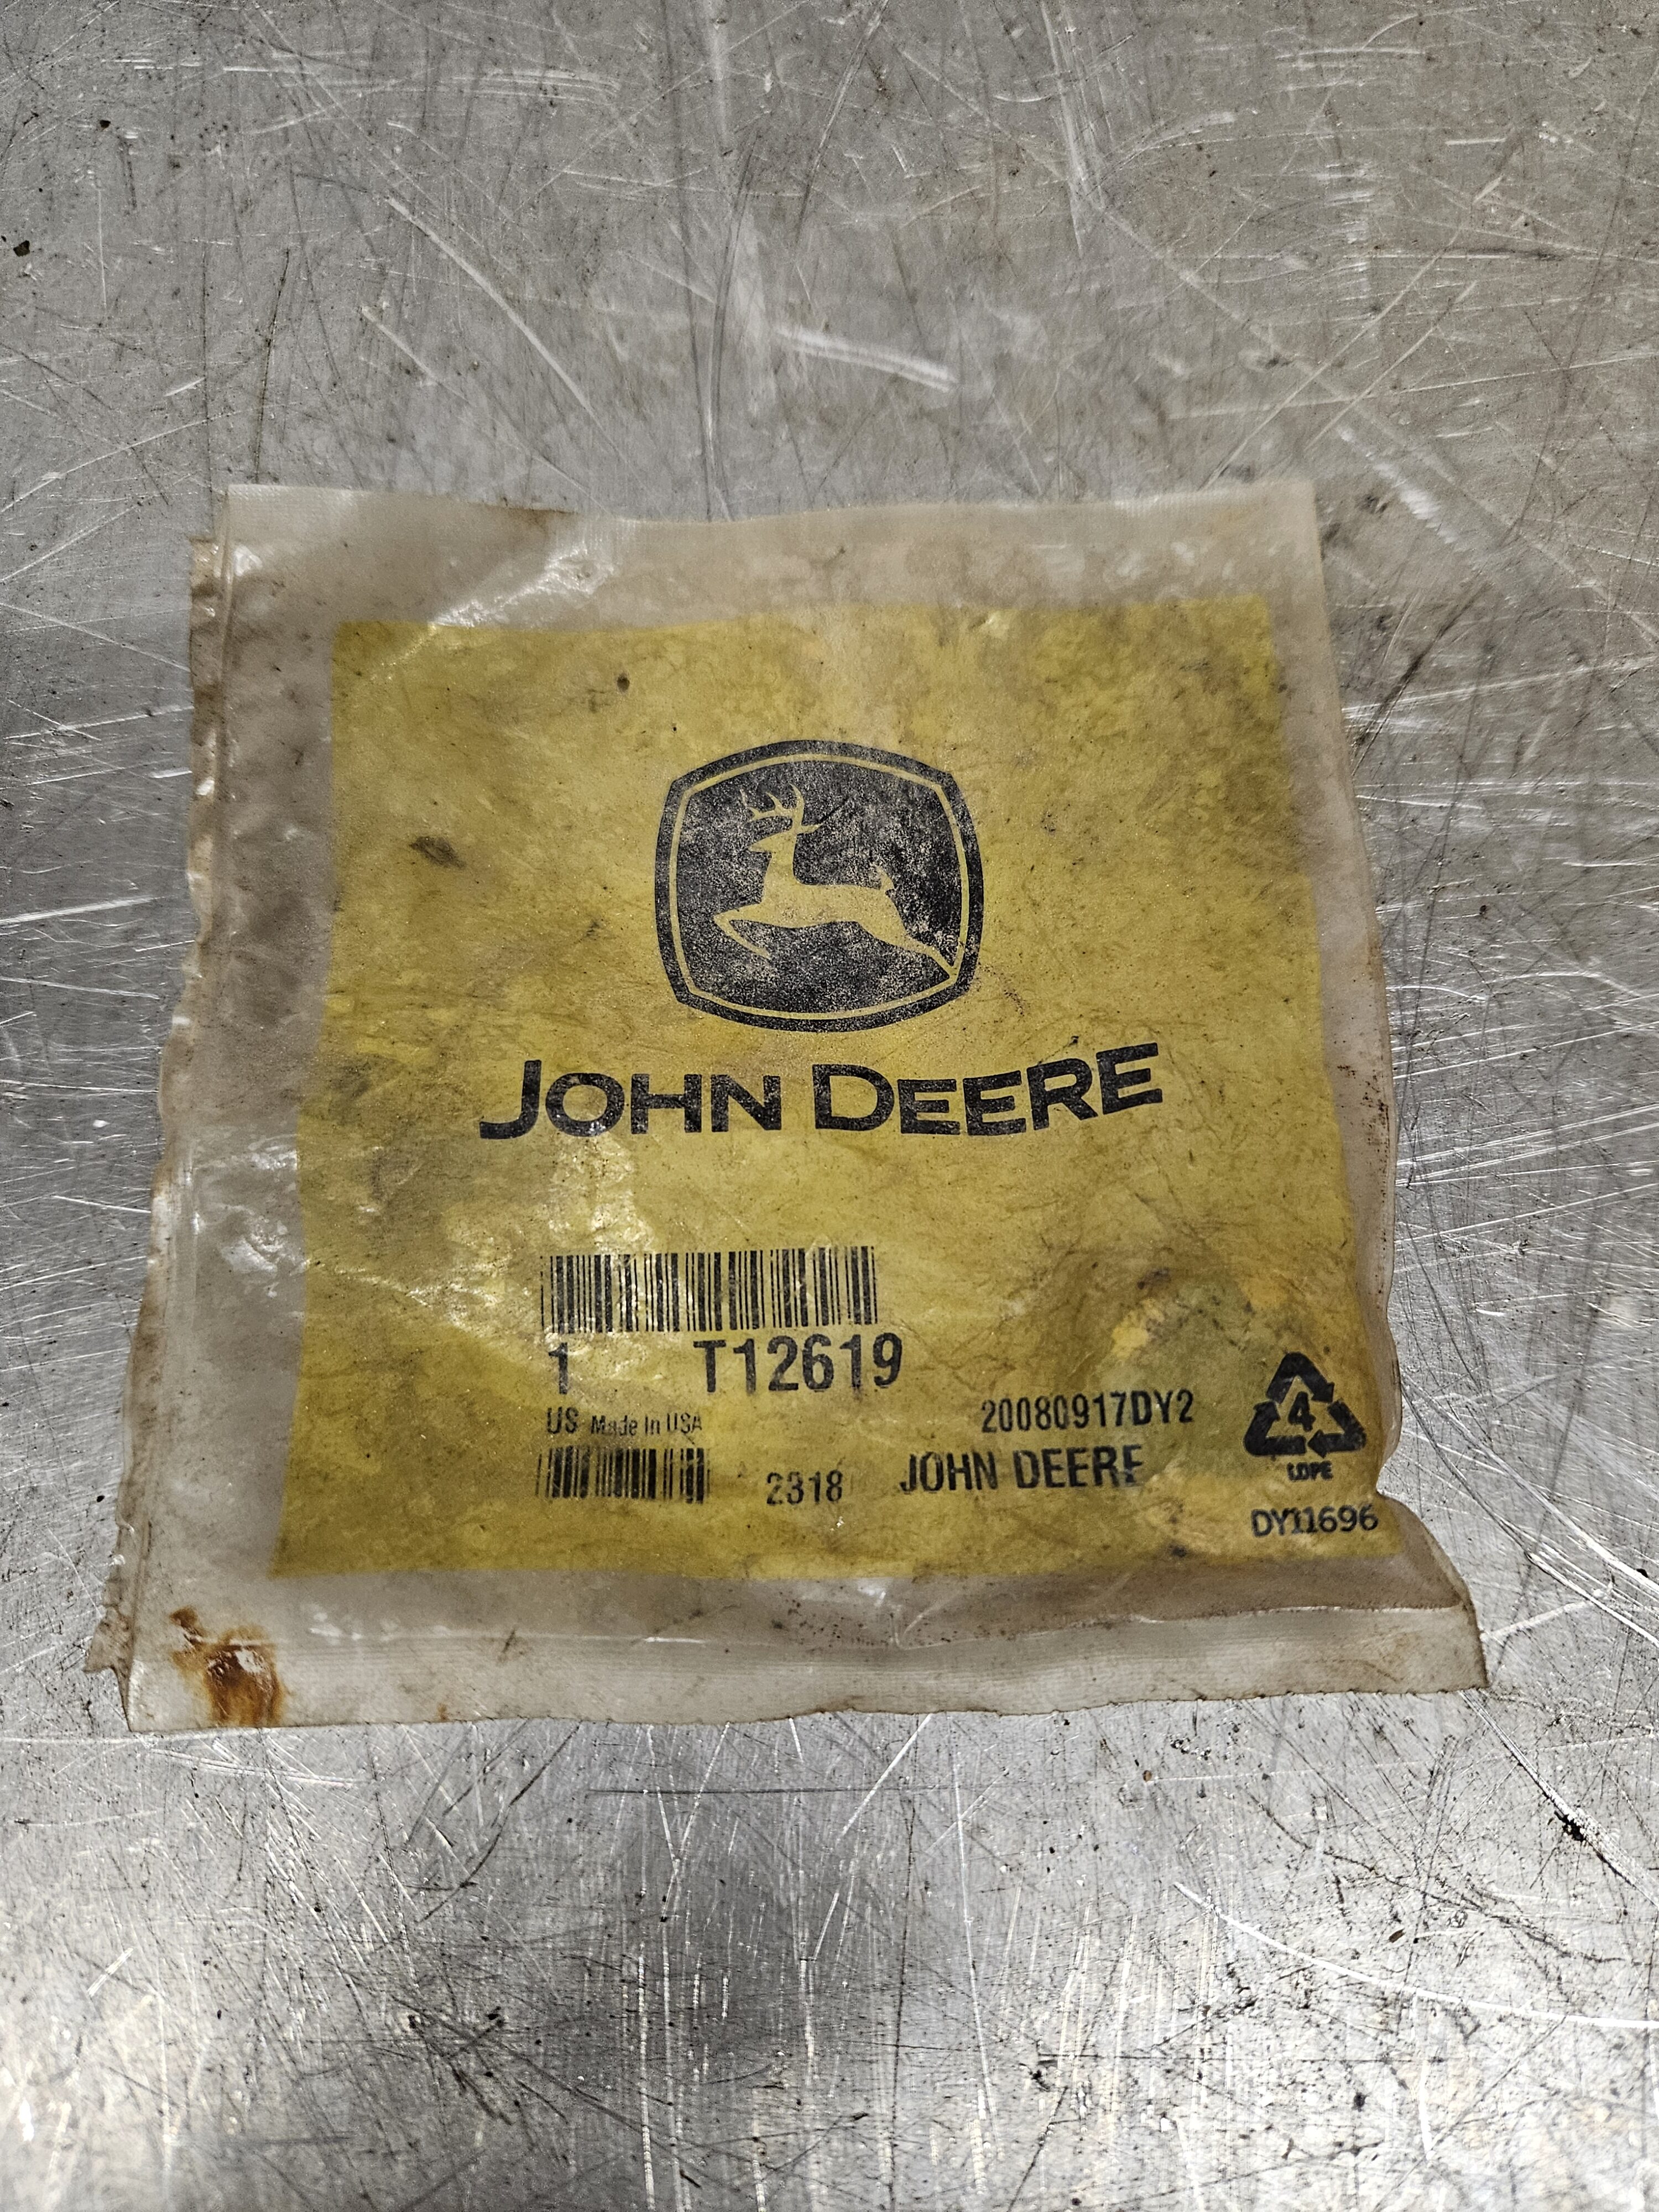 JOHN DEERE
1 T12619
US Made In USA
20080917DY2
2318 JOHN DEERE
4
LDPE
DY11696